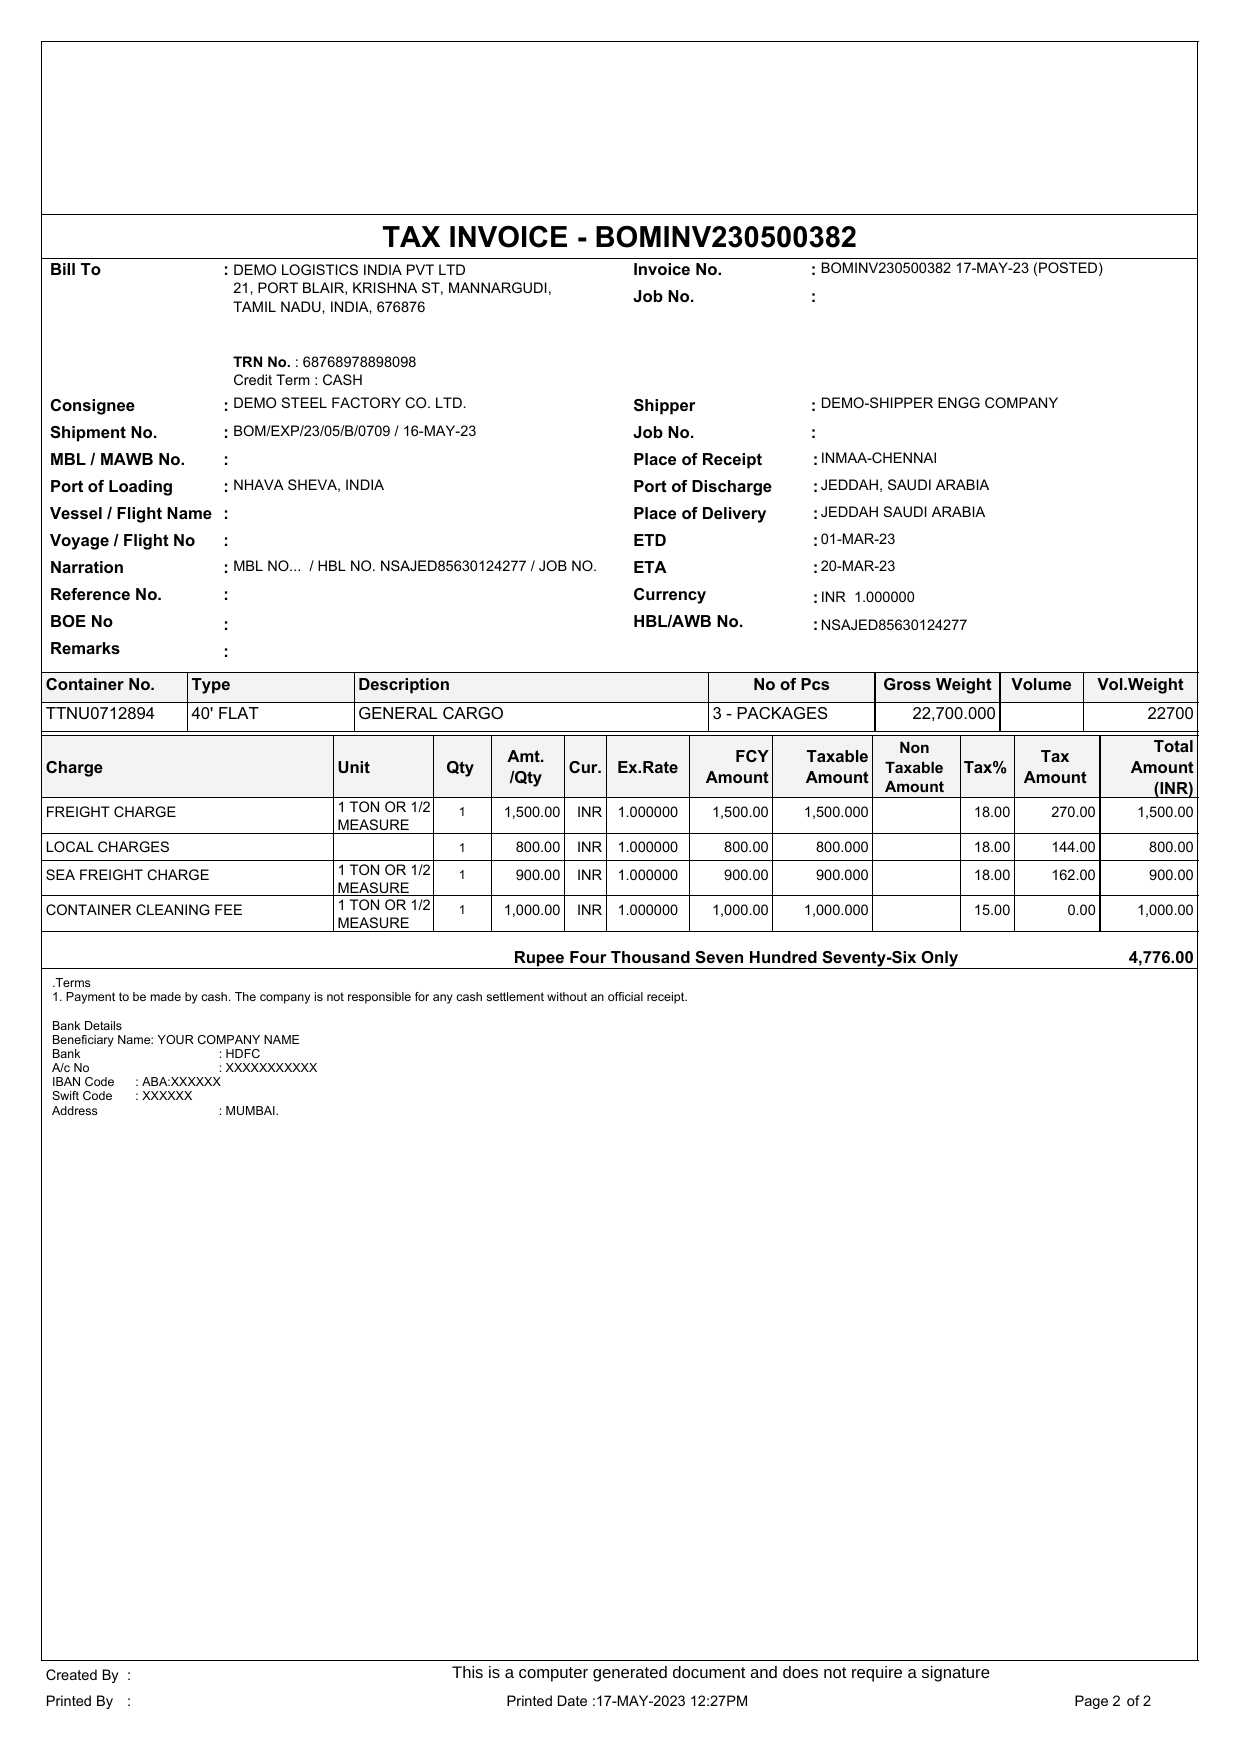 TAX INVOICE - BOMINV230500382
Bill To : DEMO LOGISTICS INDIA PVT LTD
21, PORT BLAIR, KRISHNA ST, MANNARGUDI,
TAMIL NADU, INDIA, 676876
TRN No. : 68768978898098
Credit Term : CASH
Invoice No. : BOMINV230500382 17-MAY-23 (POSTED)
Job No. :
Consignee : DEMO STEEL FACTORY CO. LTD. Shipper : DEMO-SHIPPER ENGG COMPANY
Shipment No. : BOM/EXP/23/05/B/0709 / 16-MAY-23 Job No. :
MBL / MAWB No. : Place of Receipt : INMAA-CHENNAI
Port of Loading : NHAVA SHEVA, INDIA Port of Discharge : JEDDAH, SAUDI ARABIA
Vessel / Flight Name : Place of Delivery : JEDDAH SAUDI ARABIA
Voyage / Flight No : ETD : 01-MAR-23
Narration : MBL NO... / HBL NO. NSAJED85630124277 / JOB NO. ETA : 20-MAR-23
Reference No. : Currency : INR 1.000000
BOE No : HBL/AWB No. : NSAJED85630124277
Remarks :
Container No. Type Description No of Pcs Gross Weight Volume Vol.Weight
TTNU0712894 40' FLAT GENERAL CARGO 3 - PACKAGES 22,700.000 22700
Charge Unit Qty Amt. /Qty Cur. Ex.Rate FCY Amount Taxable Amount Non Taxable Amount Tax% Tax Amount Total Amount (INR)
FREIGHT CHARGE 1 TON OR 1/2 MEASURE 1 1,500.00 INR 1.000000 1,500.00 1,500.000 18.00 270.00 1,500.00
LOCAL CHARGES 1 800.00 INR 1.000000 800.00 800.000 18.00 144.00 800.00
SEA FREIGHT CHARGE 1 TON OR 1/2 MEASURE 1 900.00 INR 1.000000 900.00 900.000 18.00 162.00 900.00
CONTAINER CLEANING FEE 1 TON OR 1/2 MEASURE 1 1,000.00 INR 1.000000 1,000.00 1,000.000 15.00 0.00 1,000.00
Rupee Four Thousand Seven Hundred Seventy-Six Only 4,776.00
.Terms
1. Payment to be made by cash. The company is not responsible for any cash settlement without an official receipt.
Bank Details
Beneficiary Name: YOUR COMPANY NAME
Bank : HDFC
A/c No : XXXXXXXXXXX
IBAN Code : ABA:XXXXXX
Swift Code : XXXXXX
Address : MUMBAI.
Created By : This is a computer generated document and does not require a signature
Printed By : Printed Date :17-MAY-2023 12:27PM Page 2 of 2